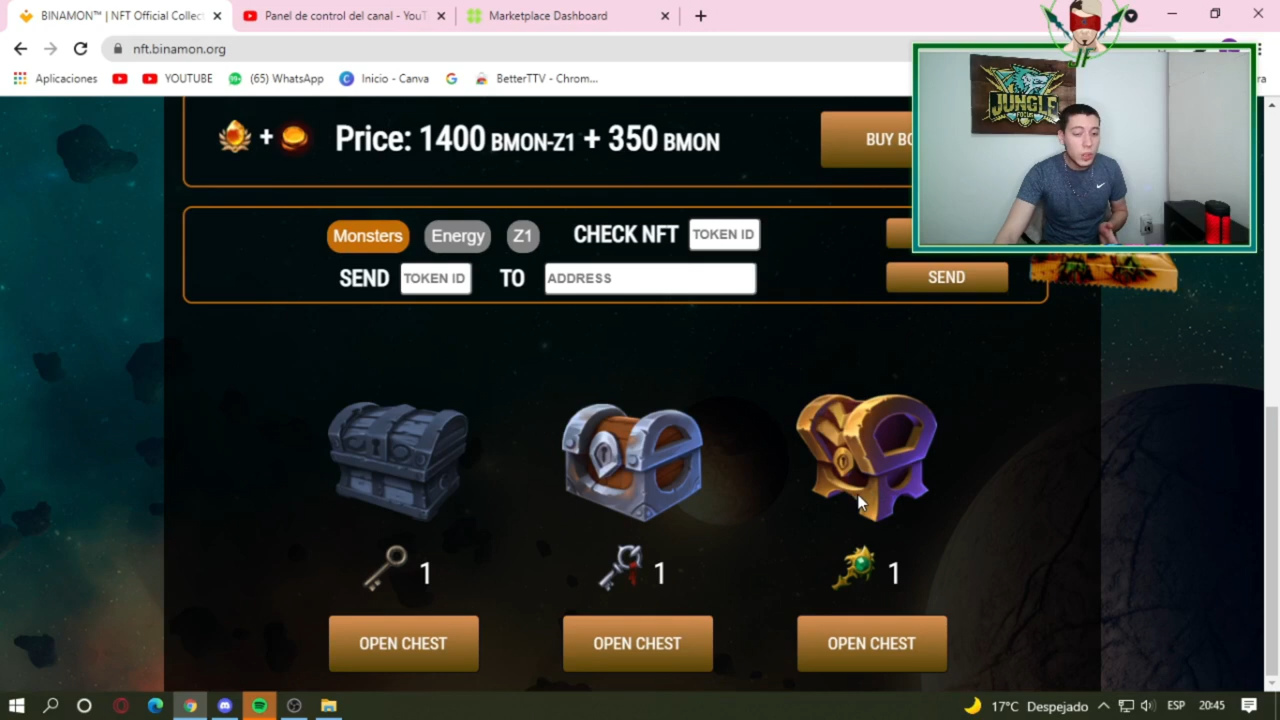 BINAMON™ | NFT Official Collect
Panel de control del canal - YouT
Marketplace Dashboard
nft.binamon.org
Aplicaciones
YOUTUBE
(65) WhatsApp
Inicio - Canva
BetterTTV - Chrom...
JUNGLE
FOCUS
JF
Price: 1400 BMON-Z1 + 350 BMON
BUY BO
Monsters
Energy
Z1
CHECK NFT
TOKEN ID
SEND
TOKEN ID
TO
ADDRESS
SEND
1
1
1
OPEN CHEST
OPEN CHEST
OPEN CHEST
17°C Despejado
ESP
20:45